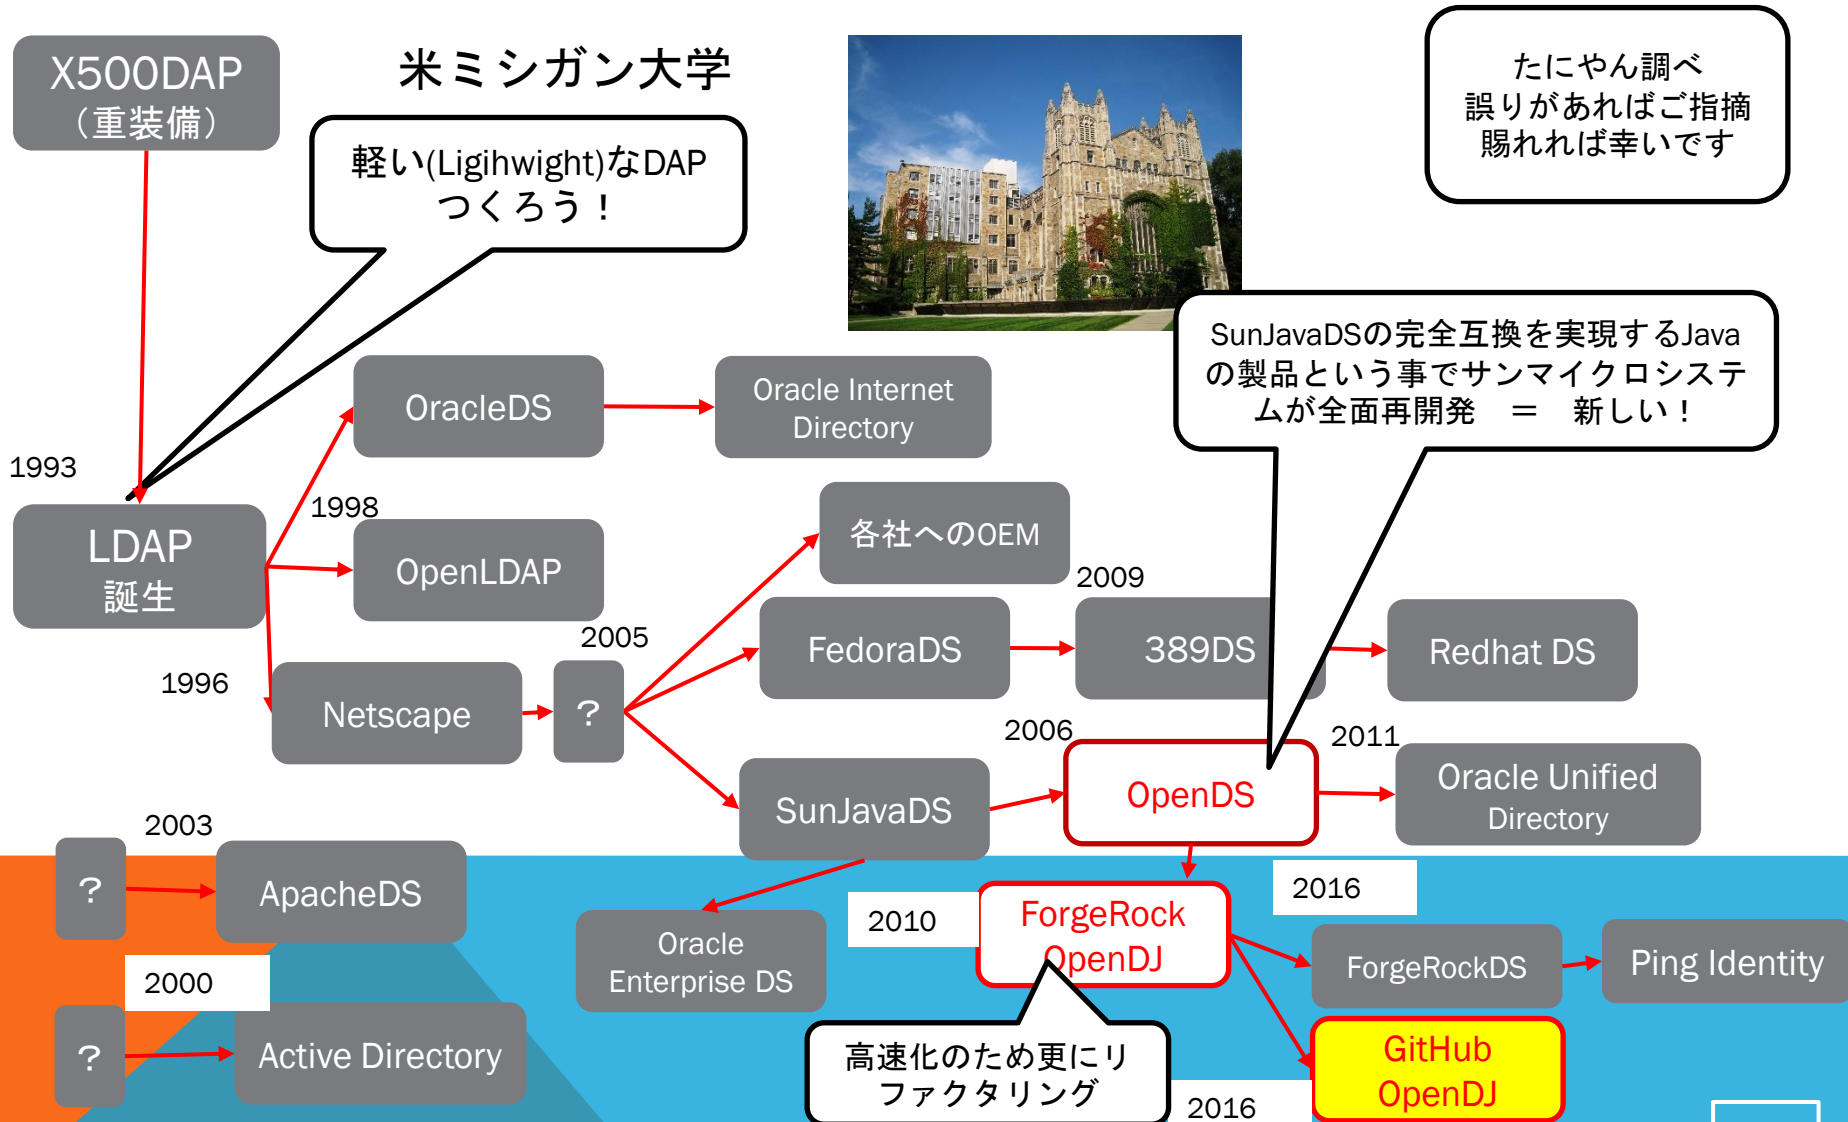 X500DAP
（重装備）
米ミシガン大学
たにやん調べ
誤りがあればご指摘
賜れれば幸いです
軽い(Ligihwight)なDAP
つくろう！
SunJavaDSの完全互換を実現するJava
の製品という事でサンマイクロシステ
ムが全面再開発　＝　新しい！
OracleDS
Oracle Internet
Directory
1993
LDAP
誕生
1998
OpenLDAP
各社へのOEM
2009
2005
FedoraDS
389DS
Redhat DS
1996
Netscape
？
2006
2011
SunJavaDS
OpenDS
Oracle Unified
Directory
2003
？
ApacheDS
2016
2010
ForgeRock
OpenDJ
Oracle
Enterprise DS
ForgeRockDS
Ping Identity
2000
？
Active Directory
高速化のため更にリ
ファクタリング
GitHub
OpenDJ
2016